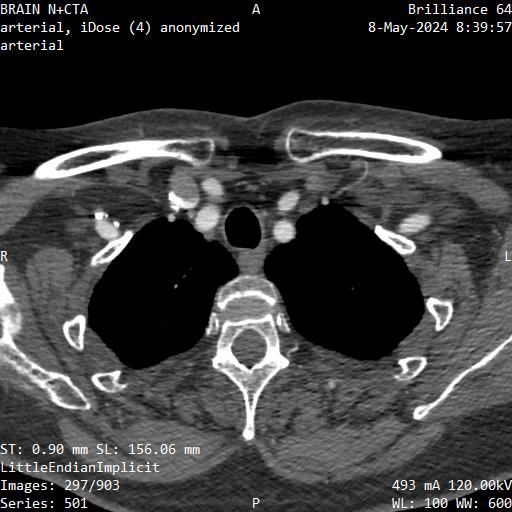 BRAIN N+CTA
A
Brilliance 64
arterial, iDose (4) anonymized
8-May-2024 8:39:57
arterial
R
L
ST: 0.90 mm SL: 156.06 mm
LittleEndianImplicit
Images: 297/903
493 mA 120.00kV
Series: 501
P
WL: 100 WW: 600